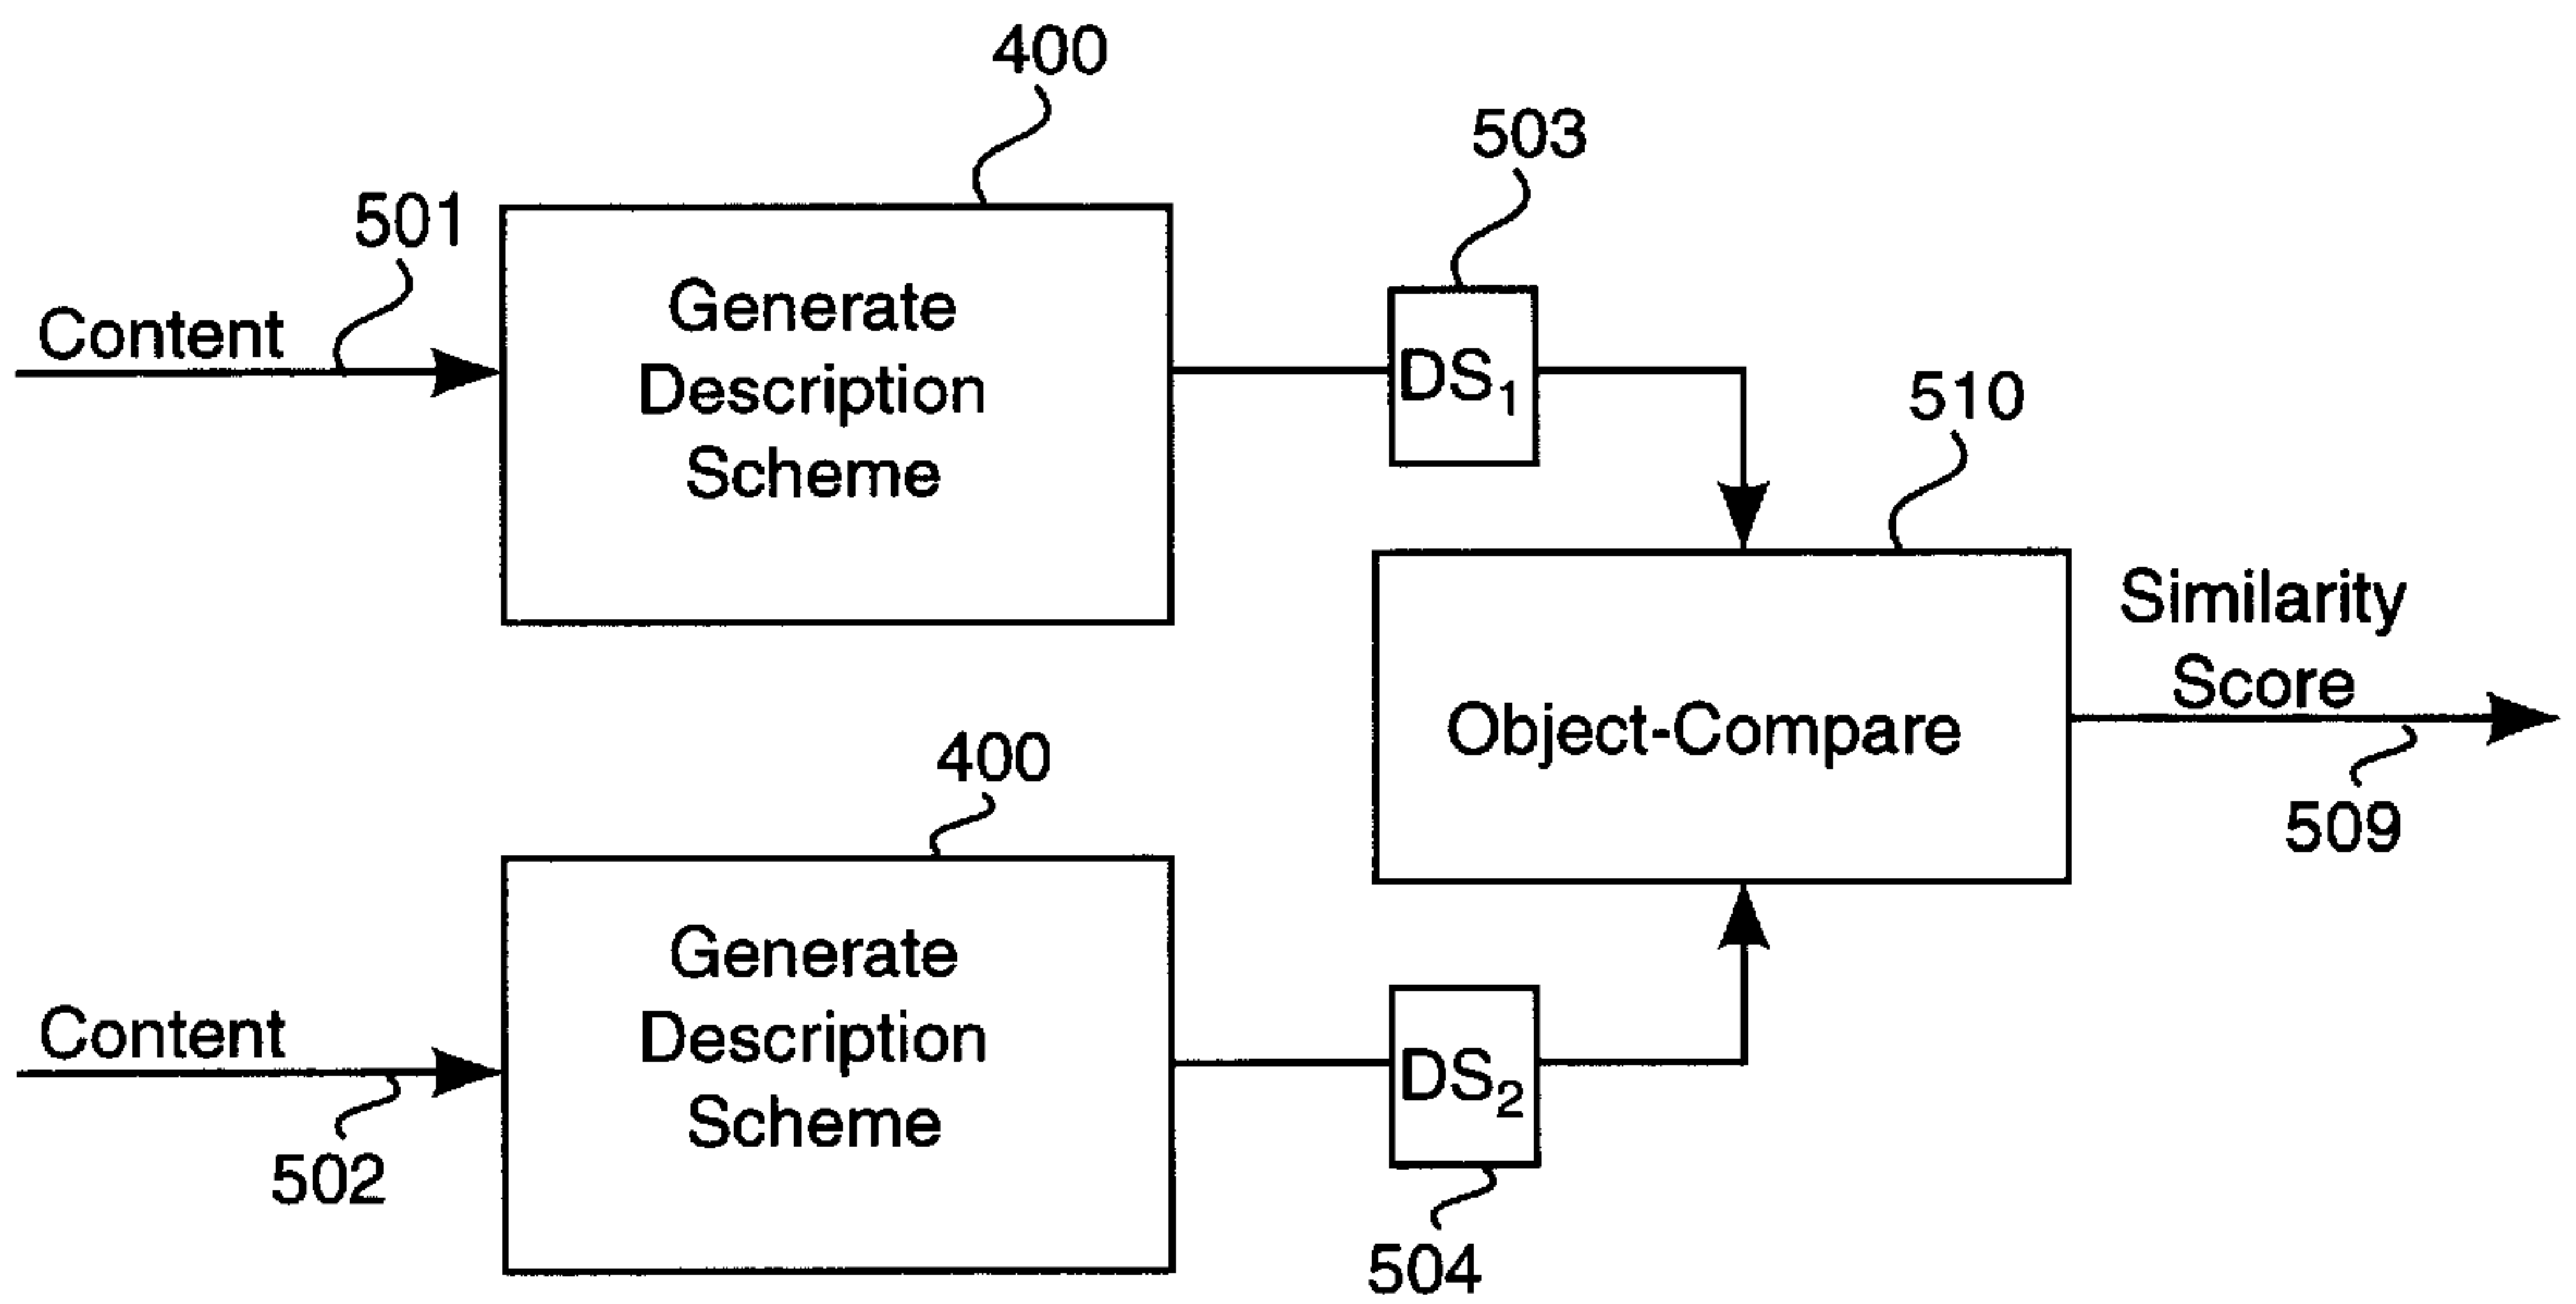 400
503
501
Generate
Description
Scheme
Content
DS₁
510
Similarity
Score
Object-Compare
509
400
Generate
Description
Scheme
Content
DS₂
502
504